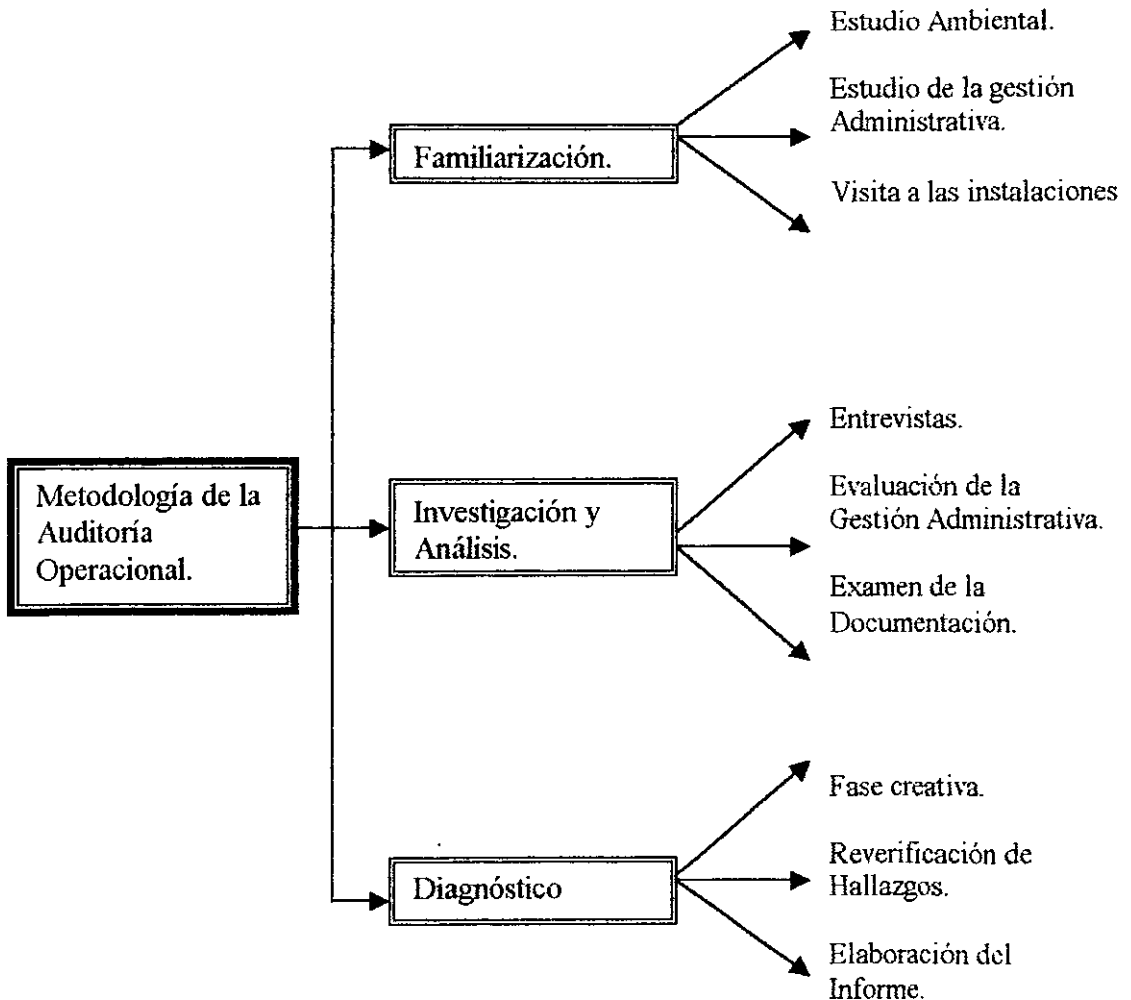 Estudio Ambiental.
Estudio de la gestión
Administrativa.
Familiarización.
Visita a las instalaciones
Entrevistas.
Metodología de la
Auditoría
Operacional.
Investigación y
Análisis.
Evaluación de la
Gestión Administrativa.
Examen de la
Documentación.
Fase creativa.
Diagnóstico
Reverificación de
Hallazgos.
Elaboración del
Informe.